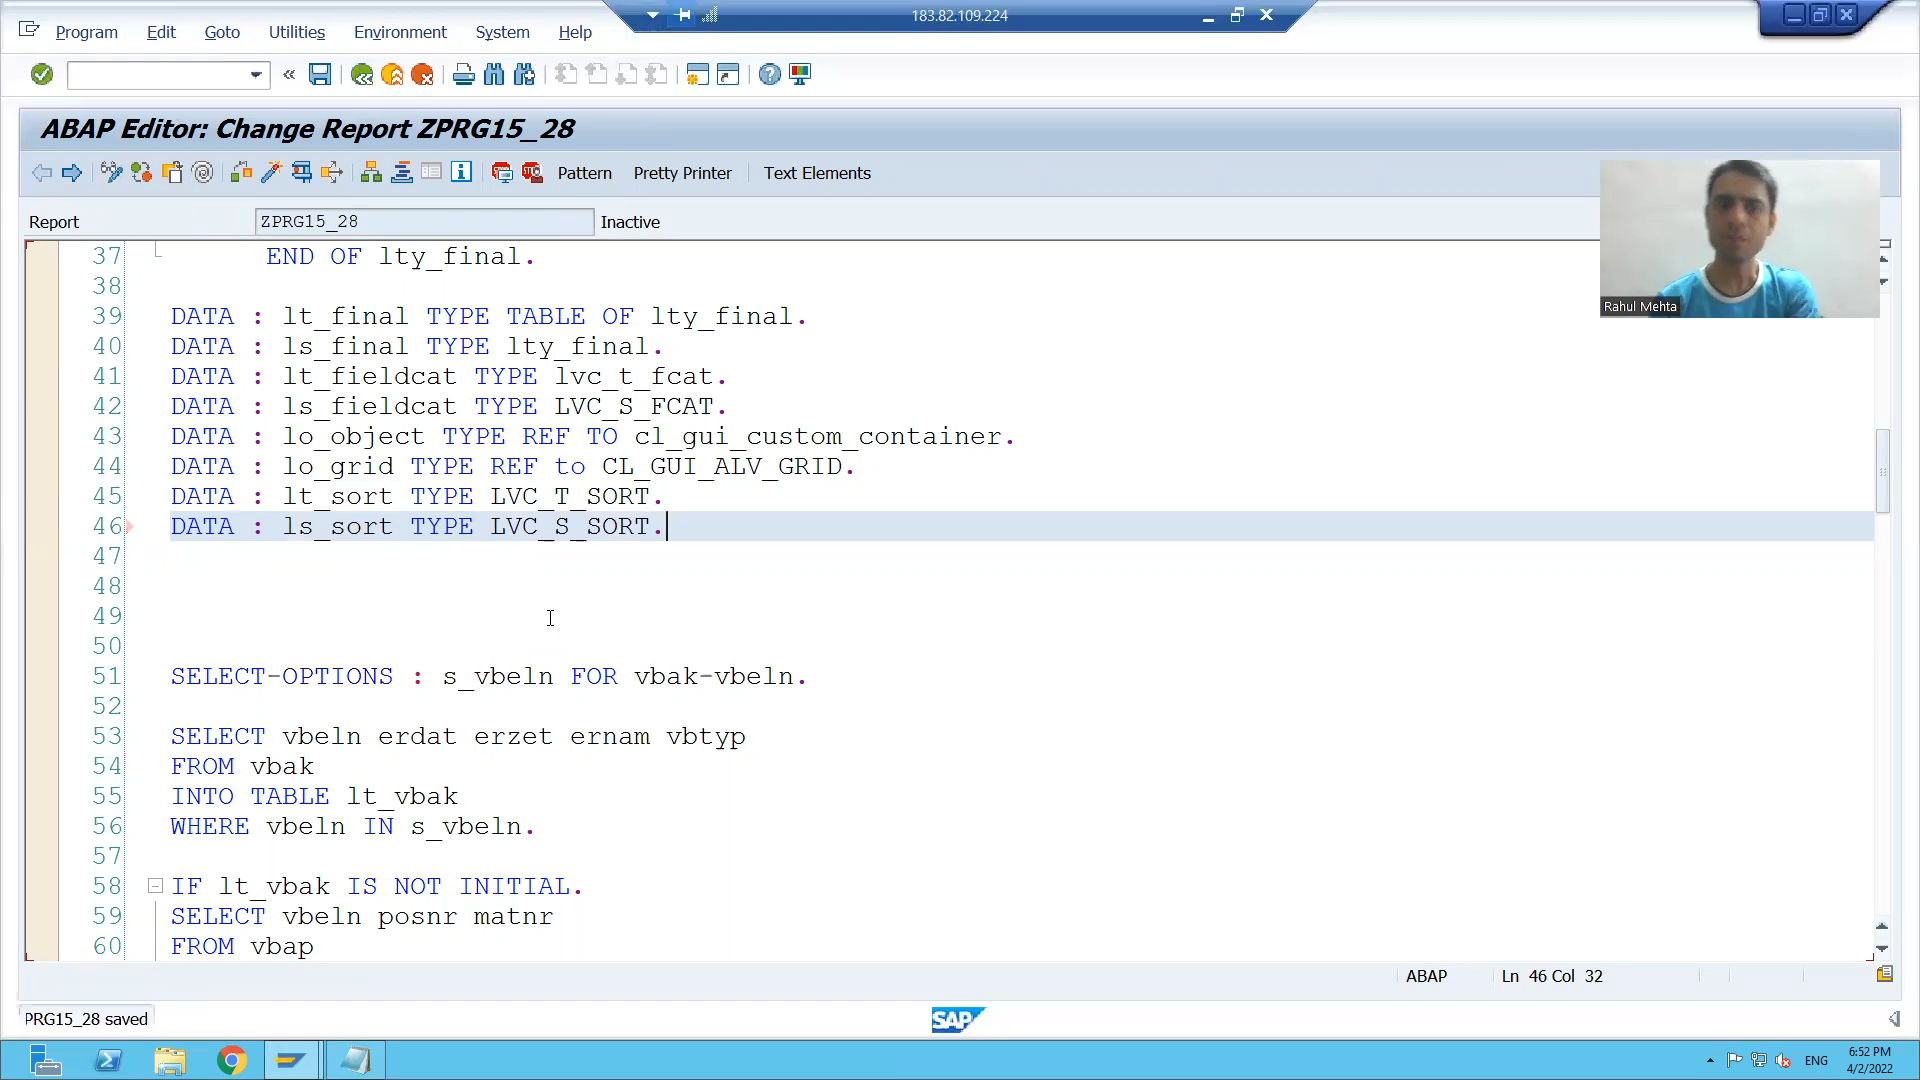 183.82.109.224
Program Edit Goto Utilities Environment System Help
ABAP Editor: Change Report ZPRG15_28
Pattern Pretty Printer Text Elements
Report ZPRG15_28 Inactive
Rahul Mehta
37 END OF lty_final.
38
39 DATA : lt_final TYPE TABLE OF lty_final.
40 DATA : ls_final TYPE lty_final.
41 DATA : lt_fieldcat TYPE lvc_t_fcat.
42 DATA : ls_fieldcat TYPE LVC_S_FCAT.
43 DATA : lo_object TYPE REF TO cl_gui_custom_container.
44 DATA : lo_grid TYPE REF to CL_GUI_ALV_GRID.
45 DATA : lt_sort TYPE LVC_T_SORT.
46 DATA : ls_sort TYPE LVC_S_SORT.
47
48
49
50
51 SELECT-OPTIONS : s_vbeln FOR vbak-vbeln.
52
53 SELECT vbeln erdat erzet ernam vbtyp
54 FROM vbak
55 INTO TABLE lt_vbak
56 WHERE vbeln IN s_vbeln.
57
58 IF lt_vbak IS NOT INITIAL.
59 SELECT vbeln posnr matnr
60 FROM vbap
ABAP Ln 46 Col 32
PRG15_28 saved
SAP
ENG
6:52 PM
4/2/2022